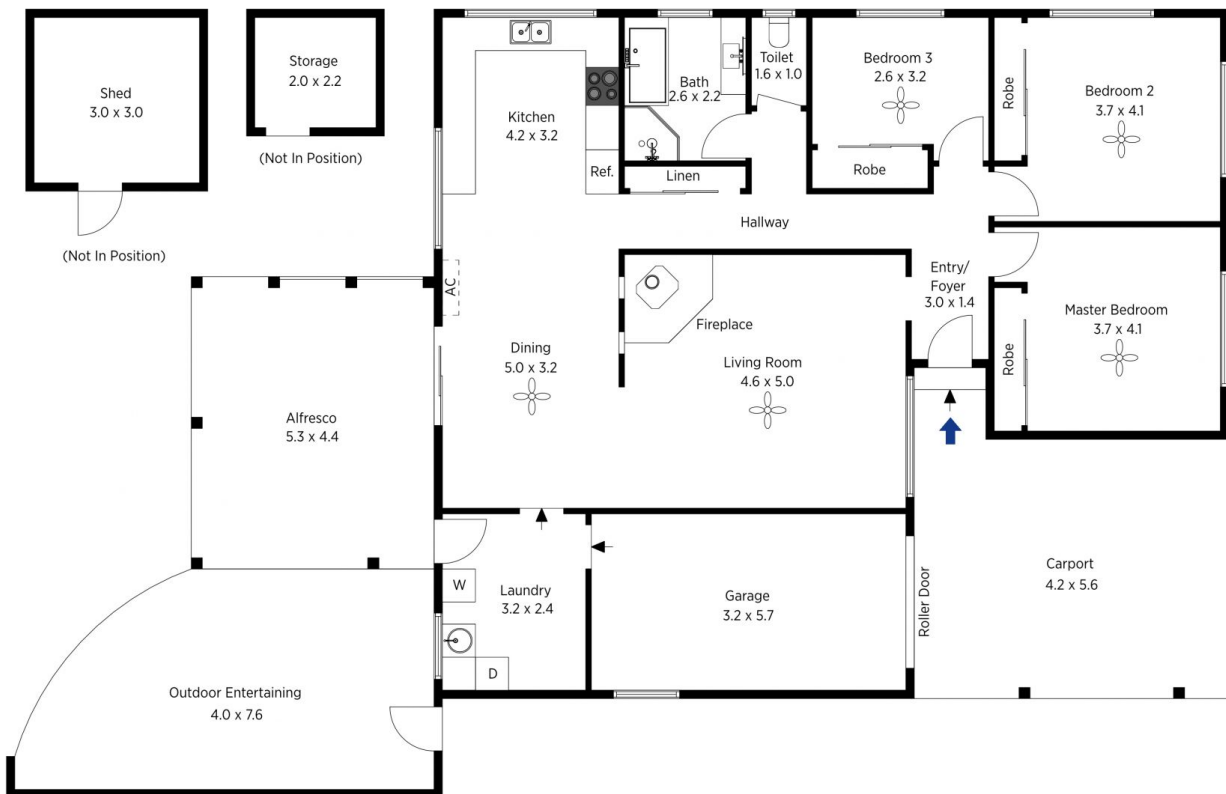 Shed
3.0 x 3.0
(Not In Position)
Storage
2.0 x 2.2
(Not In Position)
Kitchen
4.2 x 3.2
Ref.
Bath
2.6 x 2.2
Toilet
1.6 x 1.0
Linen
Bedroom 3
2.6 x 3.2
Robe
Robe
Bedroom 2
3.7 x 4.1
Hallway
Entry/
Foyer
3.0 x 1.4
Master Bedroom
3.7 x 4.1
Robe
AC
Dining
5.0 x 3.2
Fireplace
Living Room
4.6 x 5.0
Alfresco
5.3 x 4.4
W
Laundry
3.2 x 2.4
D
Garage
3.2 x 5.7
Roller Door
Carport
4.2 x 5.6
Outdoor Entertaining
4.0 x 7.6